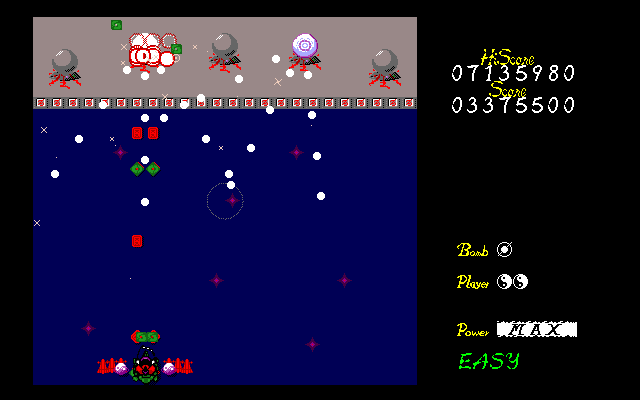 HiScore
07135980
Score
03375500
Bomb
Player
Power MAX
EASY